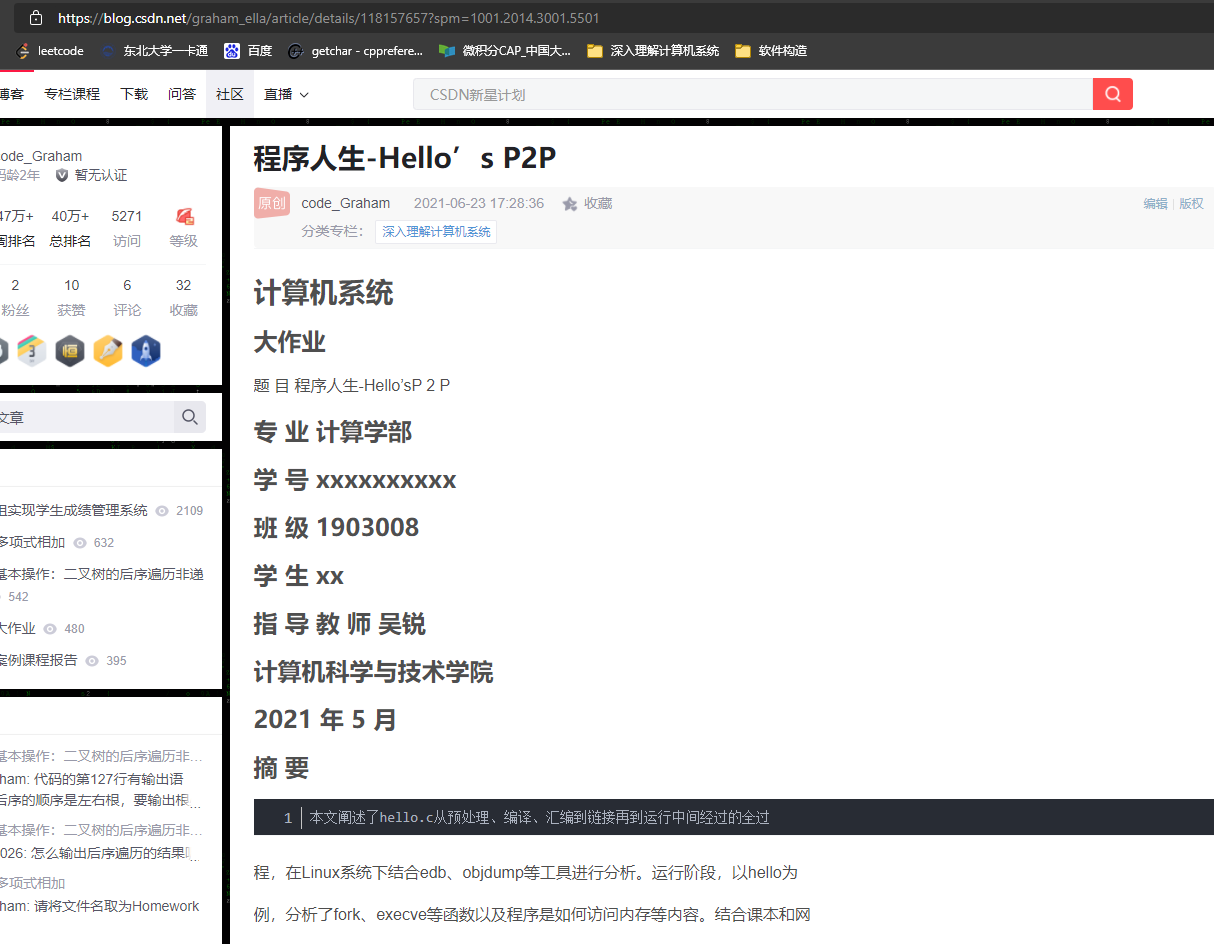 https://blog.csdn.net/graham_ella/article/details/118157657?spm=1001.2014.3001.5501
leetcode 东北大学一卡通 百度 getchar - cpprefere... 微积分CAP_中国大... 深入理解计算机系统 软件构造
博客 专栏课程 下载 问答 社区 直播 CSDN新星计划
code_Graham
码龄2年 暂无认证
47万+ 40万+ 5271
周排名 总排名 访问 等级
2 10 6 32
粉丝 获赞 评论 收藏
文章
组实现学生成绩管理系统 2109
多项式相加 632
基本操作：二叉树的后序遍历非递
542
大作业 480
案例课程报告 395
基本操作：二叉树的后序遍历非...
ham: 代码的第127行有输出语
后序的顺序是左右根，要输出根...
基本操作：二叉树的后序遍历非...
026: 怎么输出后序遍历的结果...
多项式相加
ham: 请将文件名取为Homework
程序人生-Hello’s P2P
原创 code_Graham 2021-06-23 17:28:36 收藏 编辑 版权
分类专栏： 深入理解计算机系统
计算机系统
大作业
题 目 程序人生-Hello’sP 2 P
专 业 计算学部
学 号 xxxxxxxxxx
班 级 1903008
学 生 xx
指 导 教 师 吴锐
计算机科学与技术学院
2021 年 5 月
摘 要
1 本文阐述了hello.c从预处理、编译、汇编到链接再到运行中间经过的全过
程，在Linux系统下结合edb、objdump等工具进行分析。运行阶段，以hello为
例，分析了fork、execve等函数以及程序是如何访问内存等内容。结合课本和网